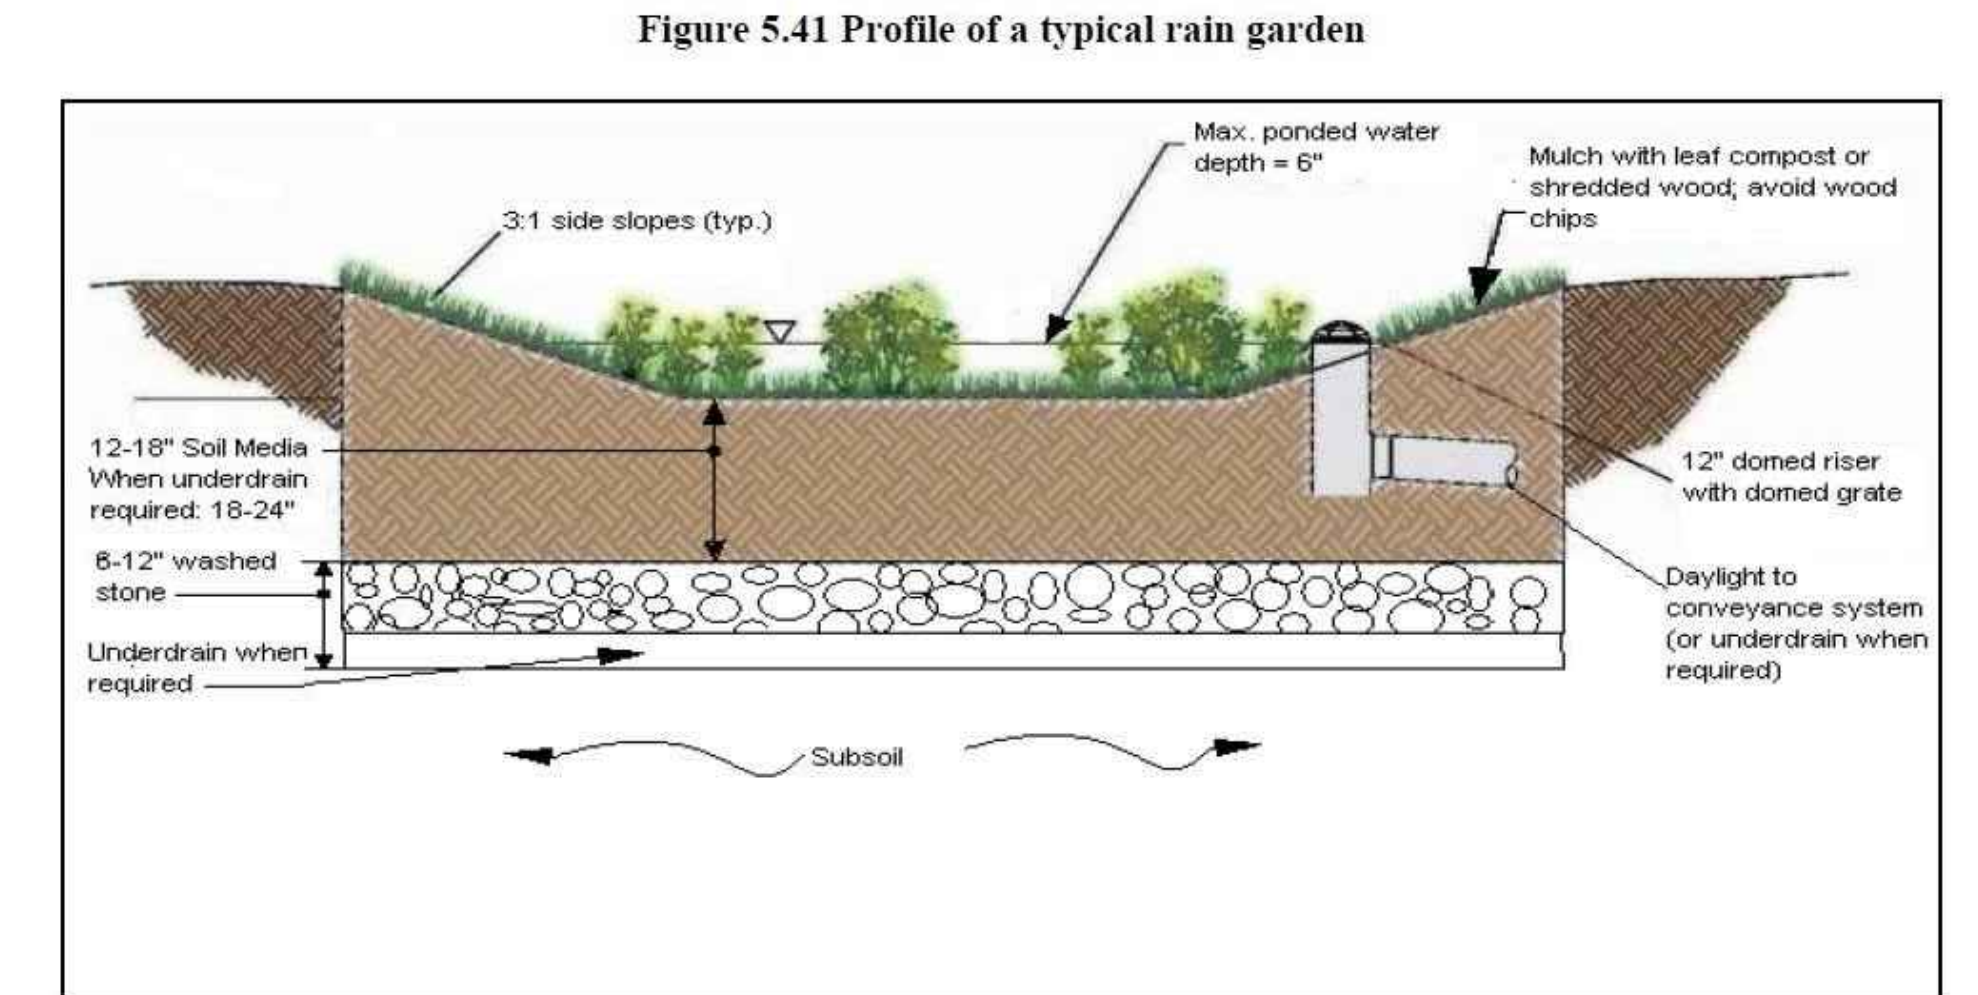 Figure 5.41 Profile of a typical rain garden
Max. ponded water
depth = 6"
Mulch with leaf compost or
shredded wood; avoid wood
chips
3:1 side slopes (typ.)
12-18" Soil Media
When underdrain
required: 18-24"
12" domed riser
with domed grate
6-12" washed
stone
Daylight to
conveyance system
(or underdrain when
required)
Underdrain when
required
Subsoil